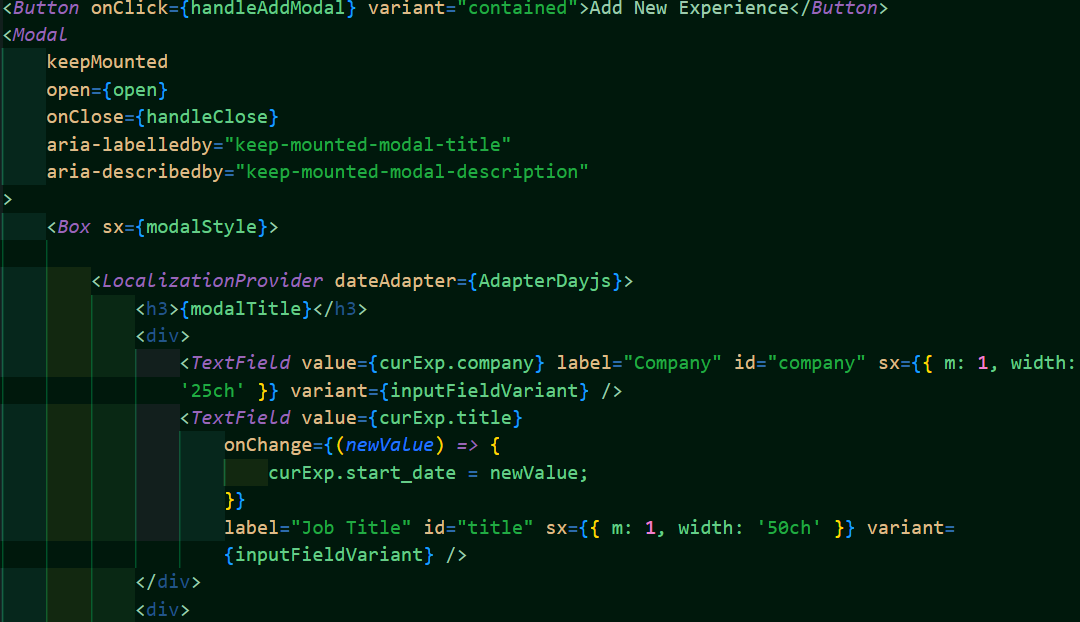 <Button onClick={handleAddModal} variant="contained">Add New Experience</Button>
<Modal
keepMounted
open={open}
onClose={handleClose}
aria-labelledby="keep-mounted-modal-title"
aria-describedby="keep-mounted-modal-description"
>
<Box sx={modalStyle}>
<LocalizationProvider dateAdapter={AdapterDayjs}>
<h3>{modalTitle}</h3>
<div>
<TextField value={curExp.company} label="Company" id="company" sx={{ m: 1, width:
'25ch' }} variant={inputFieldVariant} />
<TextField value={curExp.title}
onChange={(newValue) => {
curExp.start_date = newValue;
}}
label="Job Title" id="title" sx={{ m: 1, width: '50ch' }} variant=
{inputFieldVariant} />
</div>
<div>